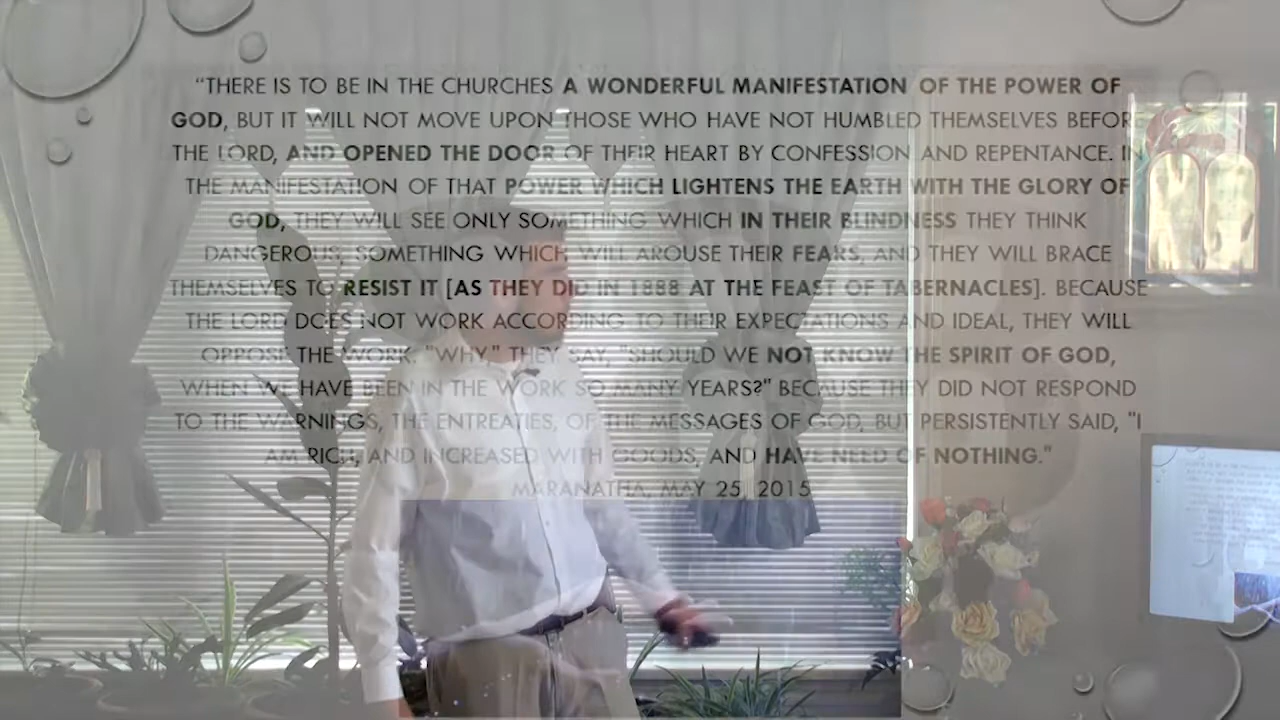 “THERE IS TO BE IN THE CHURCHES A WONDERFUL MANIFESTATION OF THE POWER OF
GOD, BUT IT WILL NOT MOVE UPON THOSE WHO HAVE NOT HUMBLED THEMSELVES BEFORE
THE LORD, AND OPENED THE DOOR OF THEIR HEART BY CONFESSION AND REPENTANCE. IN
THE MANIFESTATION OF THAT POWER WHICH LIGHTENS THE EARTH WITH THE GLORY OF
GOD, THEY WILL SEE ONLY SOMETHING WHICH IN THEIR BLINDNESS THEY THINK
DANGEROUS, SOMETHING WHICH WILL AROUSE THEIR FEARS, AND THEY WILL BRACE
THEMSELVES TO RESIST IT [AS THEY DID IN 1888 AT THE FEAST OF TABERNACLES]. BECAUSE
THE LORD DOES NOT WORK ACCORDING TO THEIR EXPECTATIONS AND IDEAL, THEY WILL
OPPOSE THE WORK. "WHY," THEY SAY, "SHOULD WE NOT KNOW THE SPIRIT OF GOD,
WHEN WE HAVE BEEN IN THE WORK SO MANY YEARS?" BECAUSE THEY DID NOT RESPOND
TO THE WARNINGS, THE ENTREATIES, OF THE MESSAGES OF GOD, BUT PERSISTENTLY SAID, "I
AM RICH, AND INCREASED WITH GOODS, AND HAVE NEED OF NOTHING."
MARANATHA, MAY 25, 2015